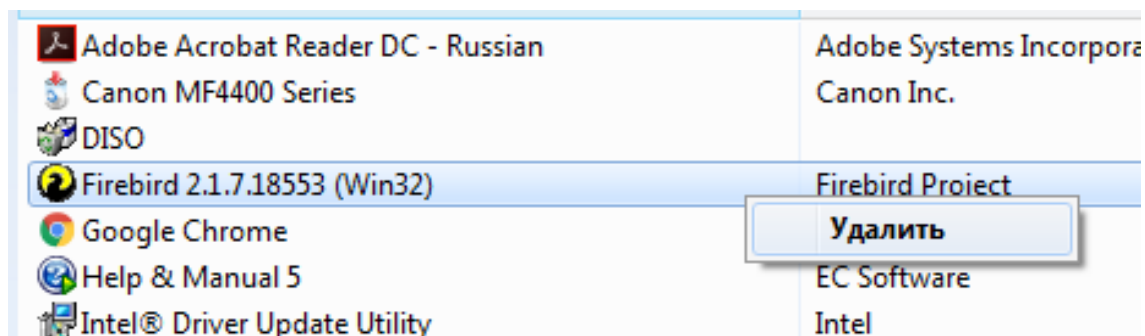 Adobe Acrobat Reader DC - Russian Adobe Systems Incorpora
Canon MF4400 Series Canon Inc.
DISO
Firebird 2.1.7.18553 (Win32) Firebird Project
Удалить
Google Chrome
Help & Manual 5 EC Software
Intel® Driver Update Utility Intel